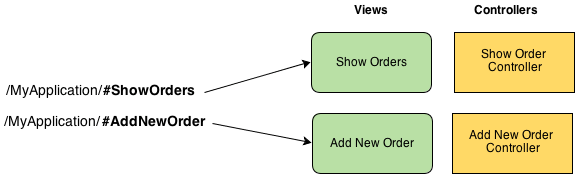 Views
Controllers
Show Orders
Show Order
Controller
/MyApplication/#ShowOrders
/MyApplication/#AddNewOrder
Add New Order
Add New Order
Controller